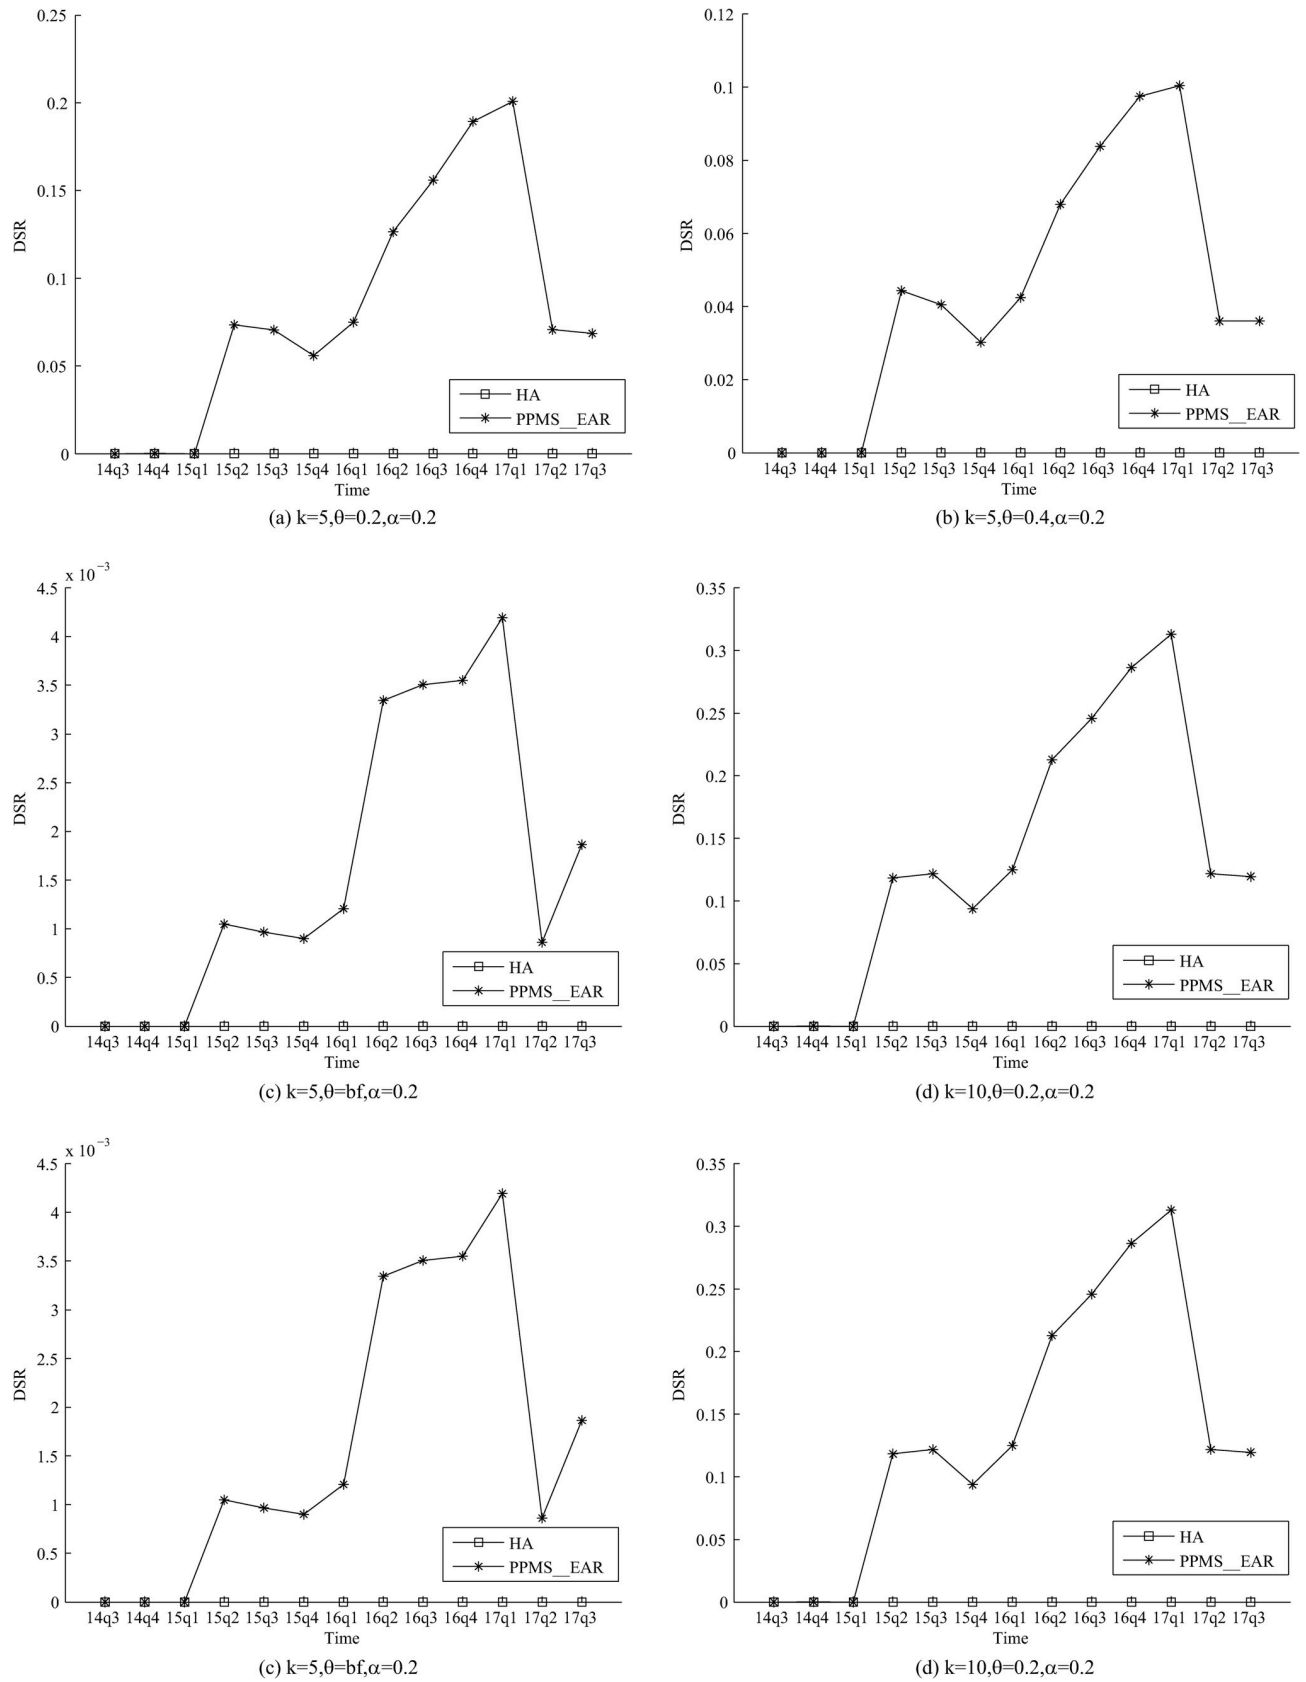 0.25
0.2
0.15
0.1
0.05
0
DSR
14q3 14q4 15q1 15q2 15q3 15q4 16q1 16q2 16q3 16q4 17q1 17q2 17q3
Time
HA
PPMS__EAR
(a) k=5,θ=0.2,α=0.2
0.12
0.1
0.08
0.06
0.04
0.02
0
DSR
14q3 14q4 15q1 15q2 15q3 15q4 16q1 16q2 16q3 16q4 17q1 17q2 17q3
Time
HA
PPMS__EAR
(b) k=5,θ=0.4,α=0.2
x 10−3
4.5
4
3.5
3
2.5
2
1.5
1
0.5
0
DSR
14q3 14q4 15q1 15q2 15q3 15q4 16q1 16q2 16q3 16q4 17q1 17q2 17q3
Time
HA
PPMS__EAR
(c) k=5,θ=bf,α=0.2
0.35
0.3
0.25
0.2
0.15
0.1
0.05
0
DSR
14q3 14q4 15q1 15q2 15q3 15q4 16q1 16q2 16q3 16q4 17q1 17q2 17q3
Time
HA
PPMS__EAR
(d) k=10,θ=0.2,α=0.2
x 10−3
4.5
4
3.5
3
2.5
2
1.5
1
0.5
0
DSR
14q3 14q4 15q1 15q2 15q3 15q4 16q1 16q2 16q3 16q4 17q1 17q2 17q3
Time
HA
PPMS__EAR
(c) k=5,θ=bf,α=0.2
0.35
0.3
0.25
0.2
0.15
0.1
0.05
0
DSR
14q3 14q4 15q1 15q2 15q3 15q4 16q1 16q2 16q3 16q4 17q1 17q2 17q3
Time
HA
PPMS__EAR
(d) k=10,θ=0.2,α=0.2